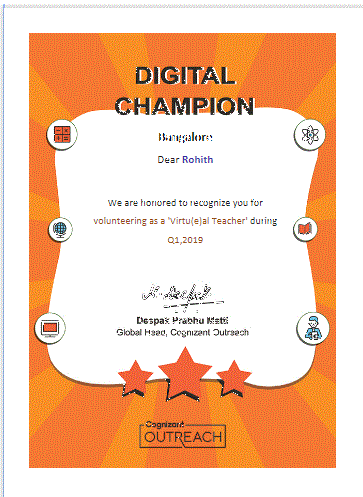 DIGITAL
CHAMPION
Bangalore
Dear Rohith
We are honored to recognize you for
volunteering as a 'Virtu(e)al Teacher' during
Q1,2019
Deepak Prabhu Matti
Global Head, Cognizant Outreach
Cognizant
OUTREACH